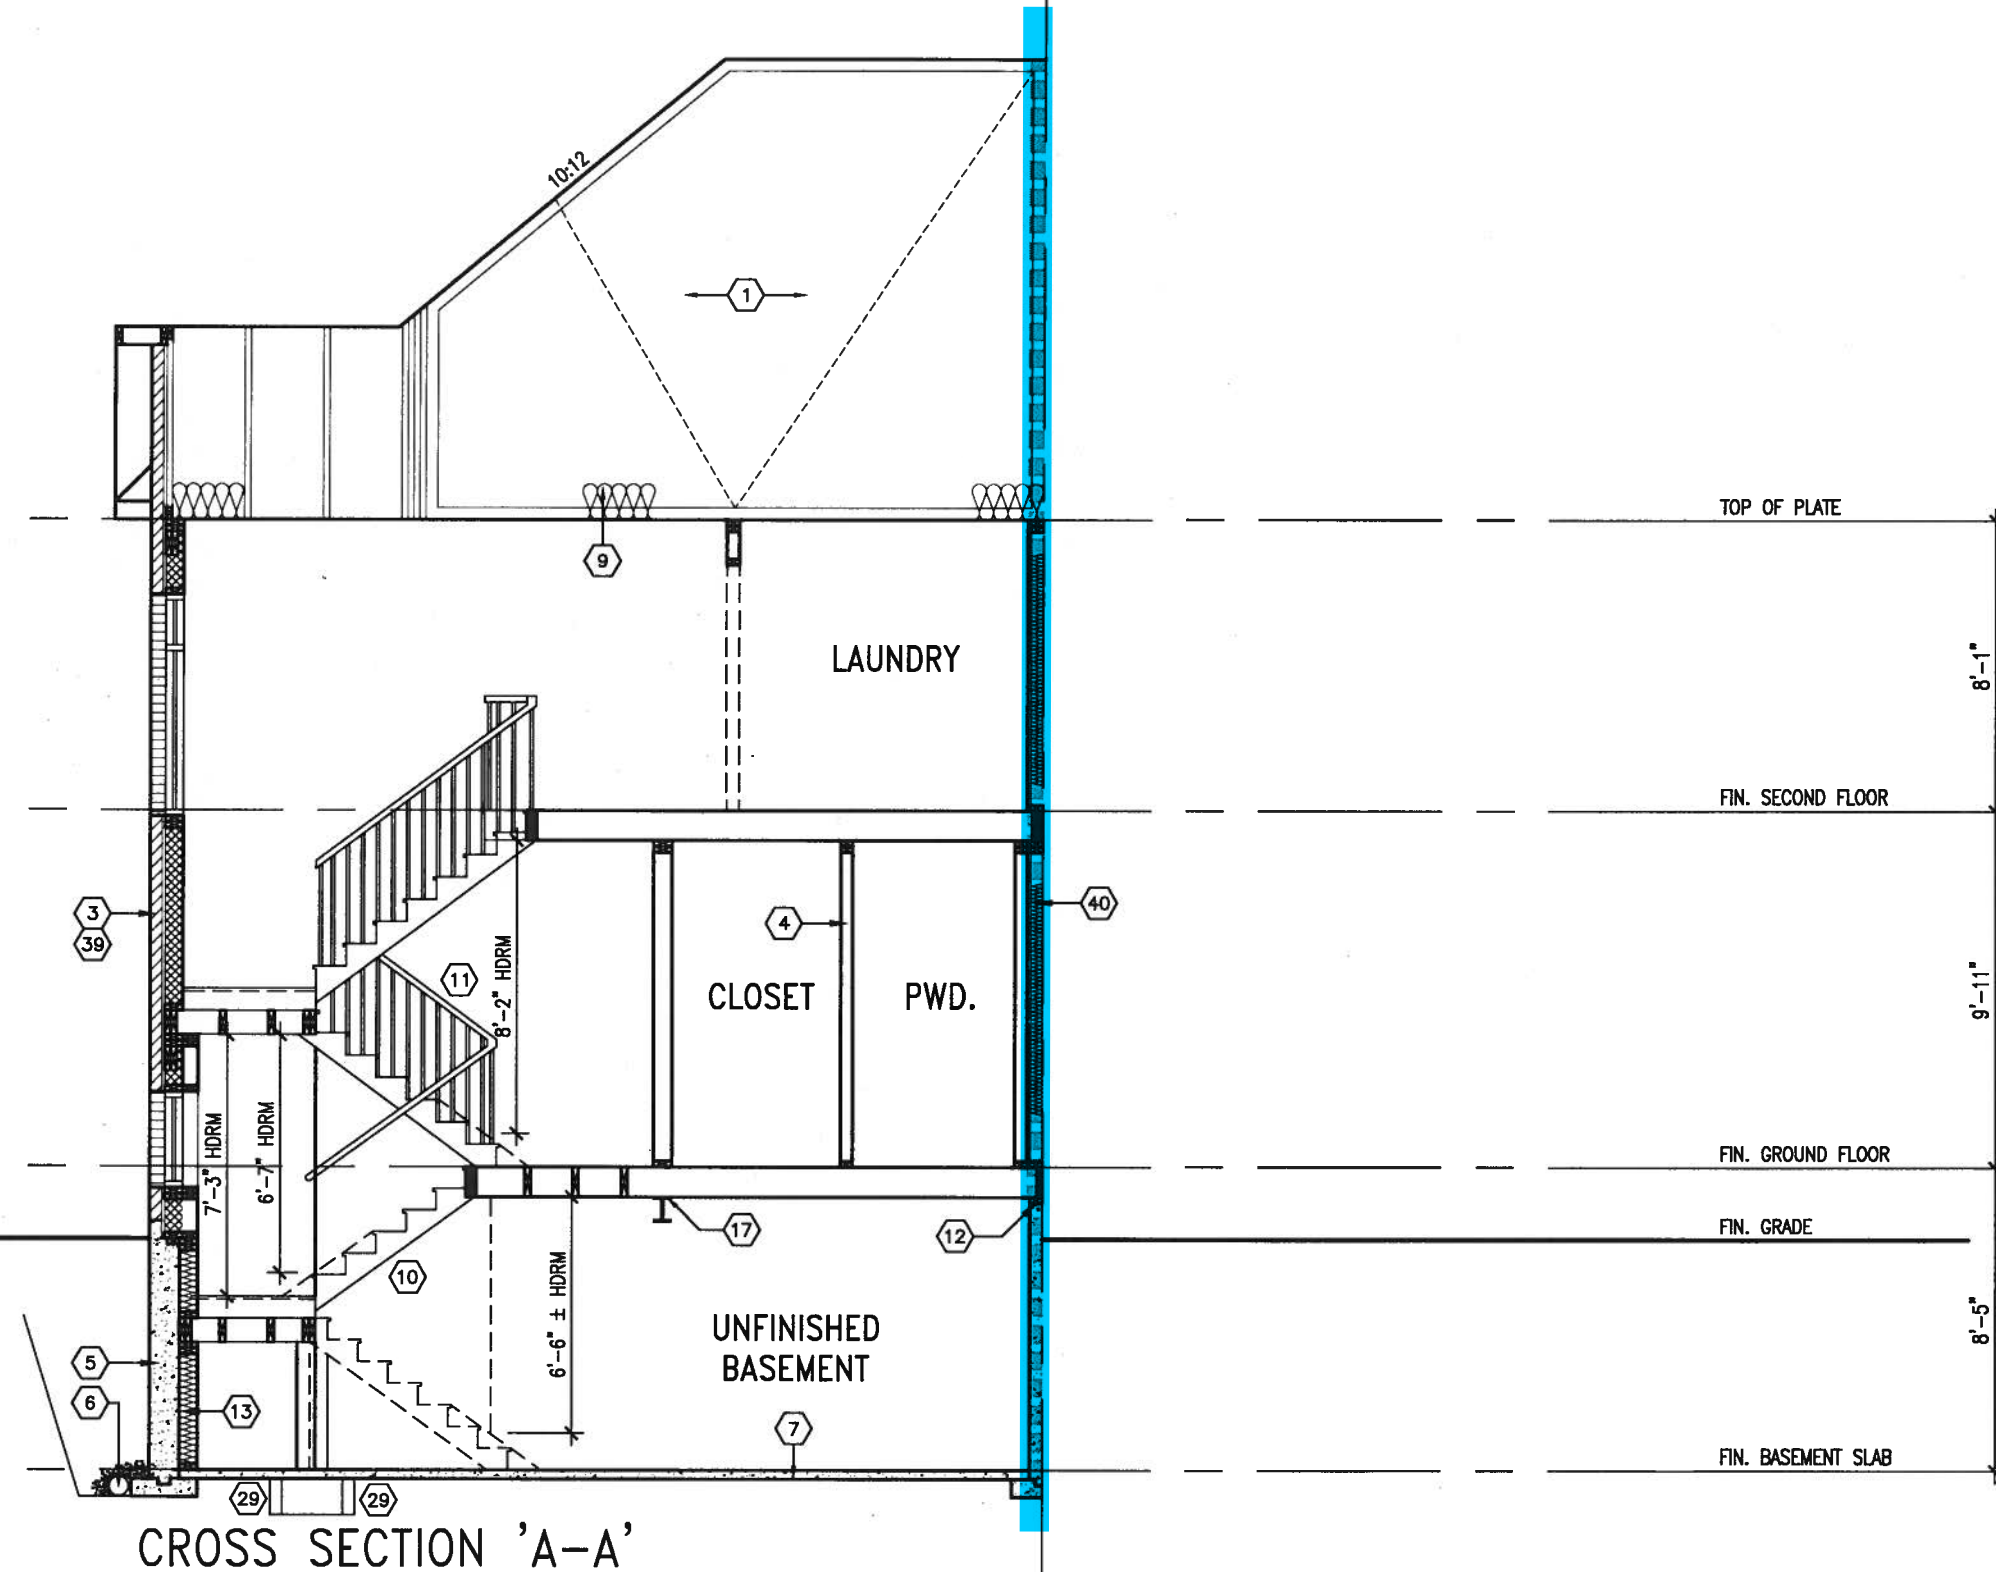 10:12
1
TOP OF PLATE
9
LAUNDRY
8'-1"
FIN. SECOND FLOOR
3
39
4
40
11
8'-2" HDRM
CLOSET
PWD.
9'-11"
7'-3" HDRM
6'-7" HDRM
FIN. GROUND FLOOR
17
12
FIN. GRADE
10
6'-6" ± HDRM
UNFINISHED
BASEMENT
8'-5"
5
6
13
7
FIN. BASEMENT SLAB
29
29
CROSS SECTION 'A-A'